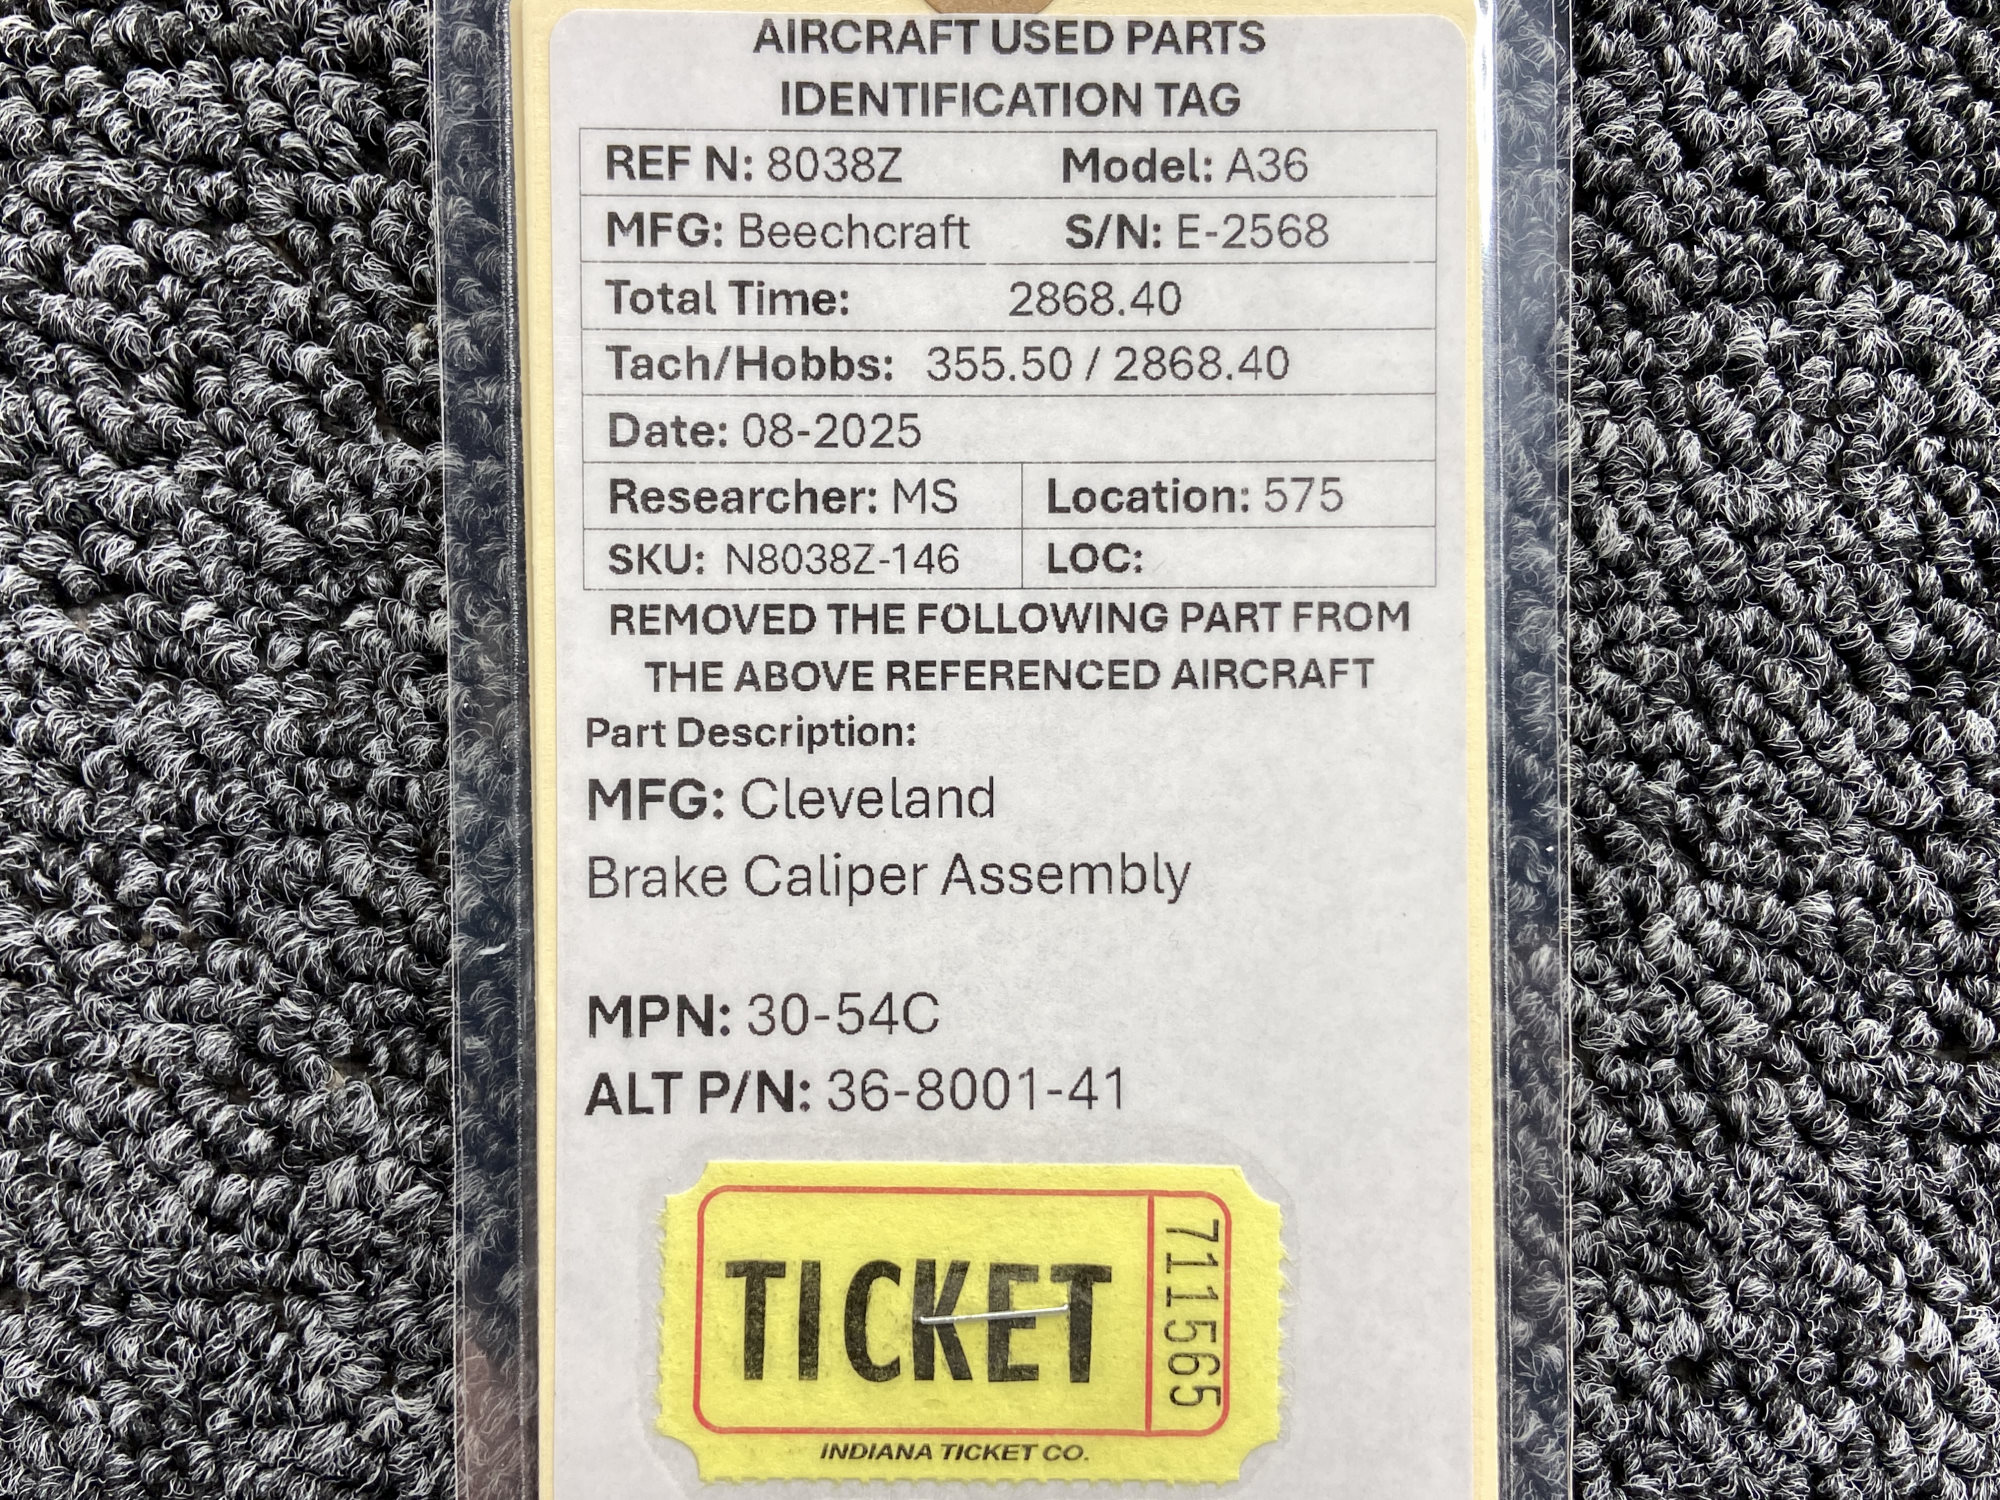 AIRCRAFT USED PARTS
IDENTIFICATION TAG
REF N: 8038Z Model: A36
MFG: Beechcraft S/N: E-2568
Total Time: 2868.40
Tach/Hobbs: 355.50 / 2868.40
Date: 08-2025
Researcher: MS Location: 575
SKU: N8038Z-146 LOC:
REMOVED THE FOLLOWING PART FROM
THE ABOVE REFERENCED AIRCRAFT
Part Description:
MFG: Cleveland
Brake Caliper Assembly
MPN: 30-54C
ALT P/N: 36-8001-41
TICKET
711565
INDIANA TICKET CO.